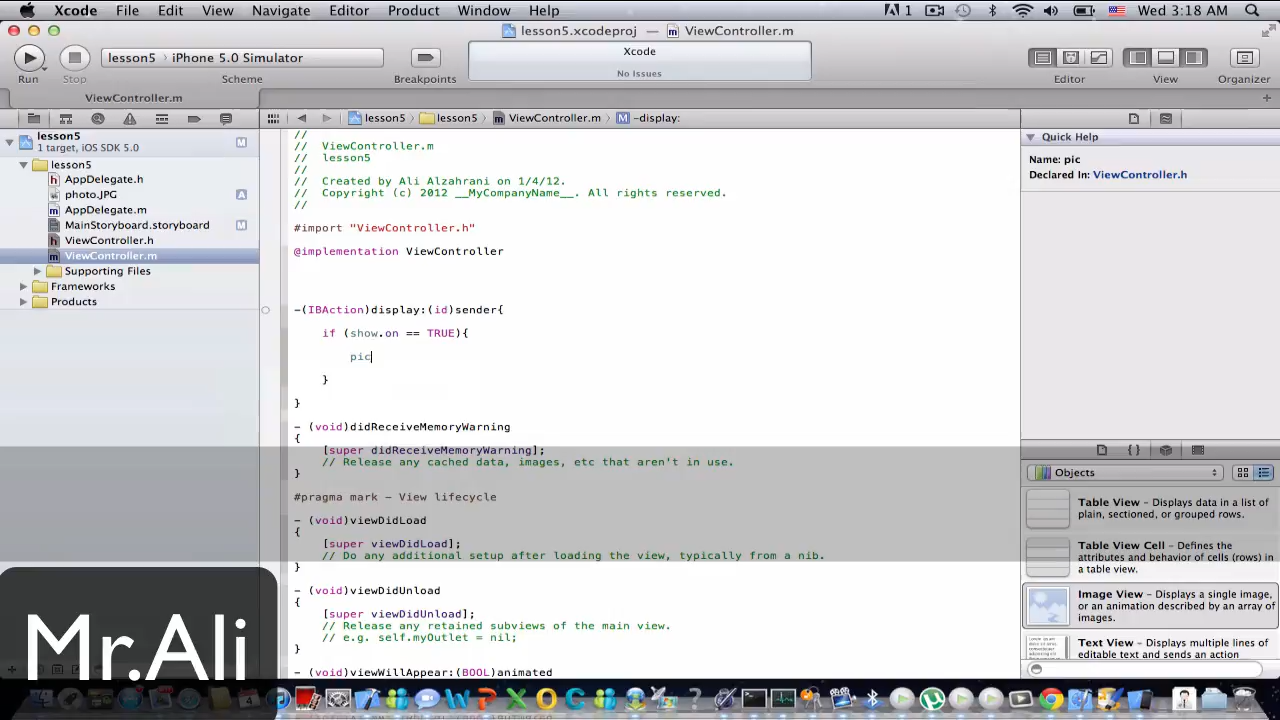 Xcode File Edit View Navigate Editor Product Window Help
1 Wed 3:18 AM
lesson5.xcodeproj — ViewController.m
lesson5 iPhone 5.0 Simulator
Xcode
No Issues
Run Stop Scheme Breakpoints Editor View Organizer
ViewController.m
lesson5 lesson5 ViewController.m M -display:
lesson5
1 target, iOS SDK 5.0
M
lesson5
AppDelegate.h
photo.JPG
A
AppDelegate.m
MainStoryboard.storyboard
M
ViewController.h
ViewController.m
Supporting Files
Frameworks
Products
//
// ViewController.m
// lesson5
//
// Created by Ali Alzahrani on 1/4/12.
// Copyright (c) 2012 __MyCompanyName__. All rights reserved.
//
#import "ViewController.h"
@implementation ViewController
-(IBAction)display:(id)sender{
if (show.on == TRUE){
pic
}
}
- (void)didReceiveMemoryWarning
{
[super didReceiveMemoryWarning];
// Release any cached data, images, etc that aren't in use.
}
#pragma mark - View lifecycle
- (void)viewDidLoad
{
[super viewDidLoad];
// Do any additional setup after loading the view, typically from a nib.
}
- (void)viewDidUnload
{
[super viewDidUnload];
// Release any retained subviews of the main view.
// e.g. self.myOutlet = nil;
}
- (void)viewWillAppear:(BOOL)animated
Quick Help
Name: pic
Declared In: ViewController.h
Objects
Table View - Displays data in a list of
plain, sectioned, or grouped rows.
Table View Cell - Defines the
attributes and behavior of cells (rows) in
a table view.
Image View - Displays a single image,
or an animation described by an array of
images.
Text View - Displays multiple lines of
editable text and sends an action
Mr.Ali